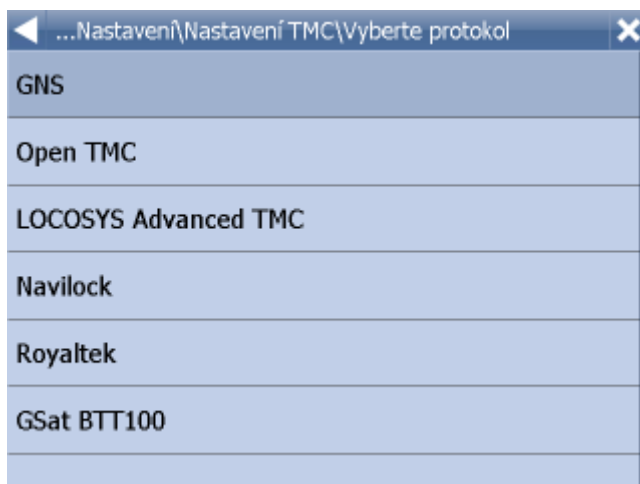 ...Nastavení\Nastavení TMC\Vyberte protokol
GNS
Open TMC
LOCOSYS Advanced TMC
Navilock
Royaltek
GSat BTT100